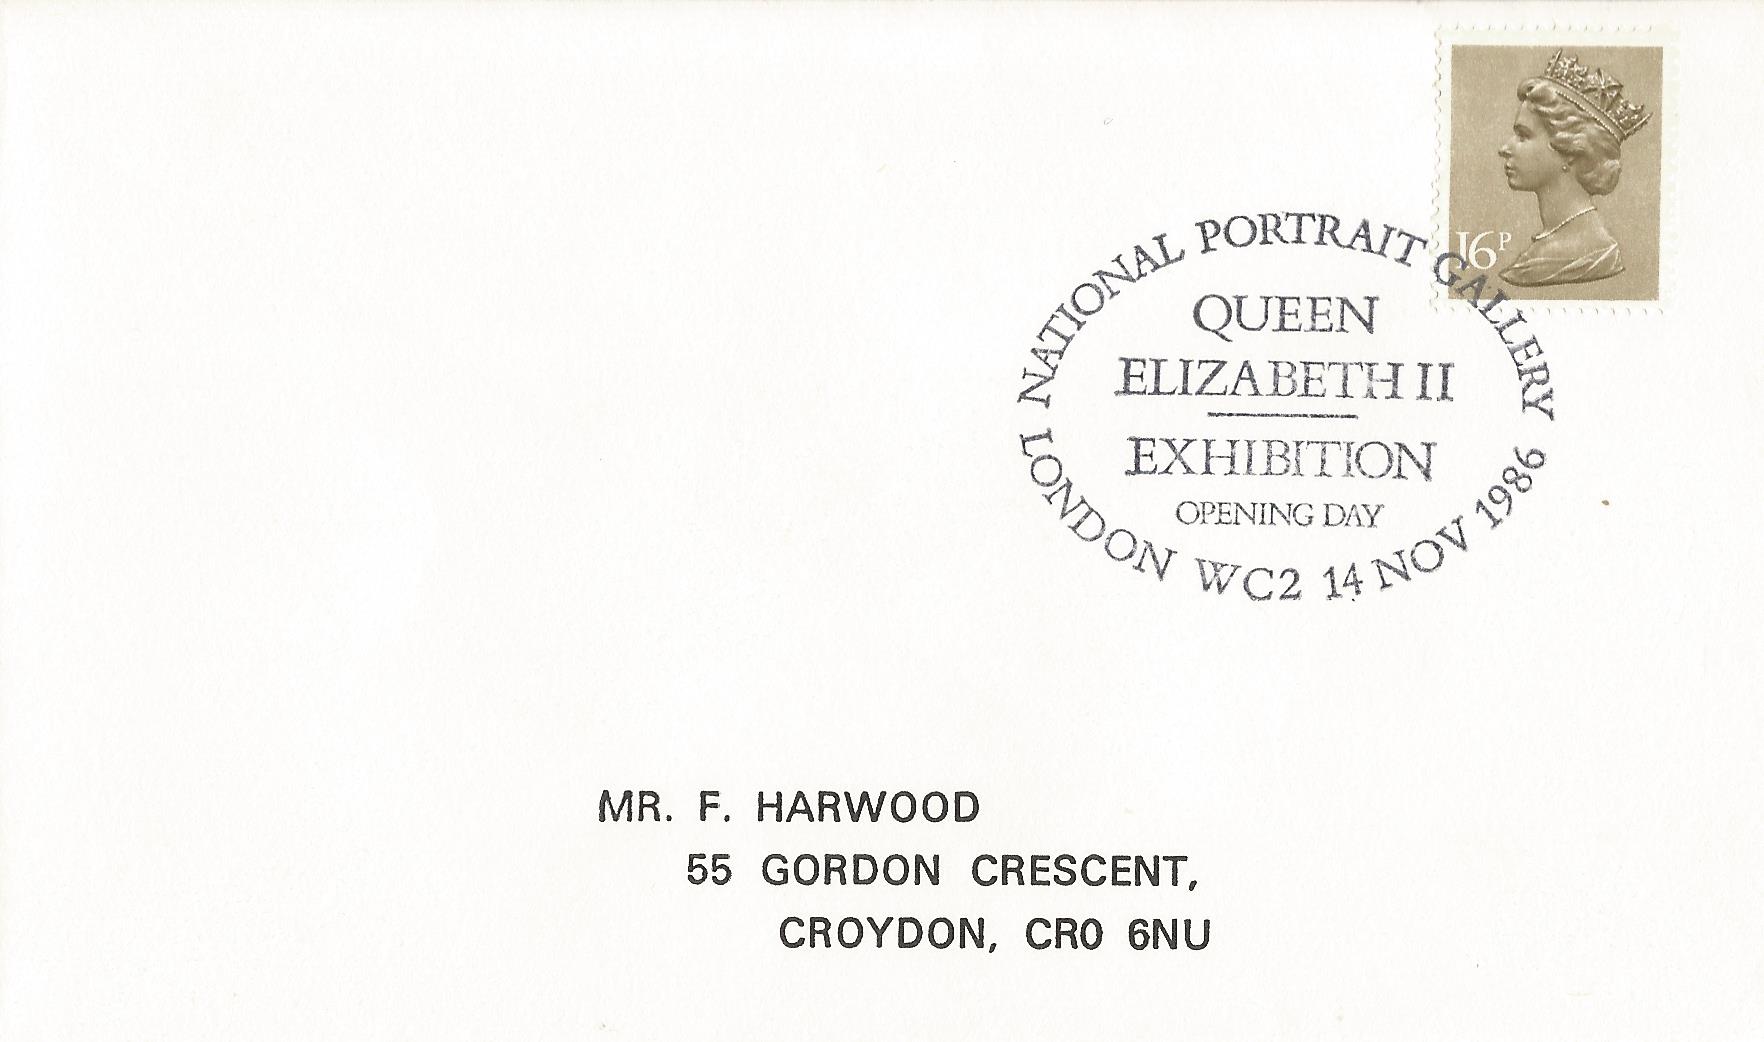 16P
NATIONAL PORTRAIT GALLERY
QUEEN
ELIZABETH II
EXHIBITION
OPENING DAY
LONDON WC2 14 NOV 1986
MR. F. HARWOOD
55 GORDON CRESCENT,
CROYDON, CR0 6NU